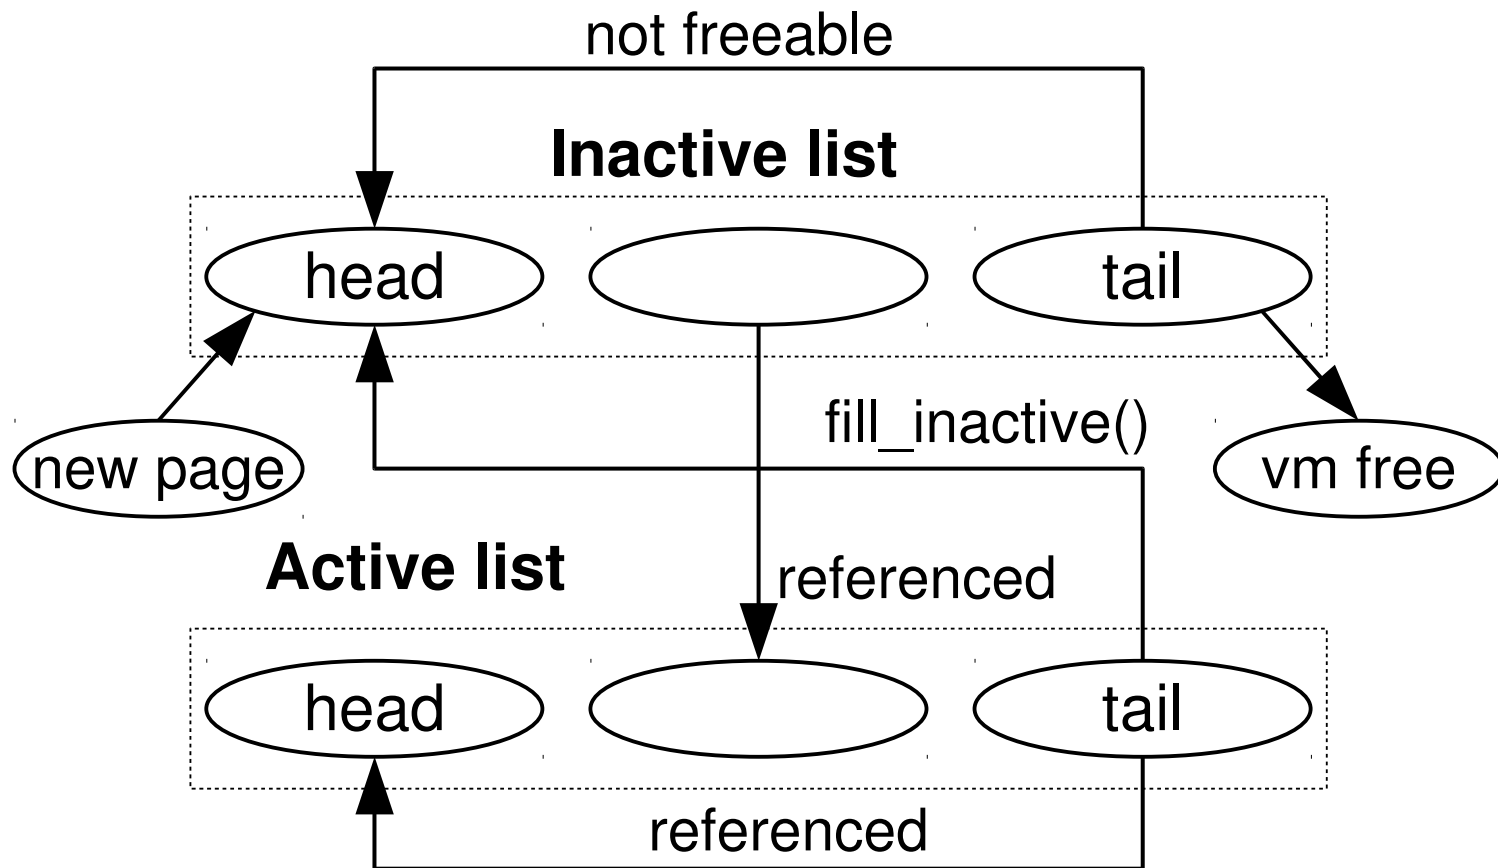 not freeable
Inactive list
head
tail
fill_inactive()
new page
vm free
Active list
referenced
head
tail
referenced